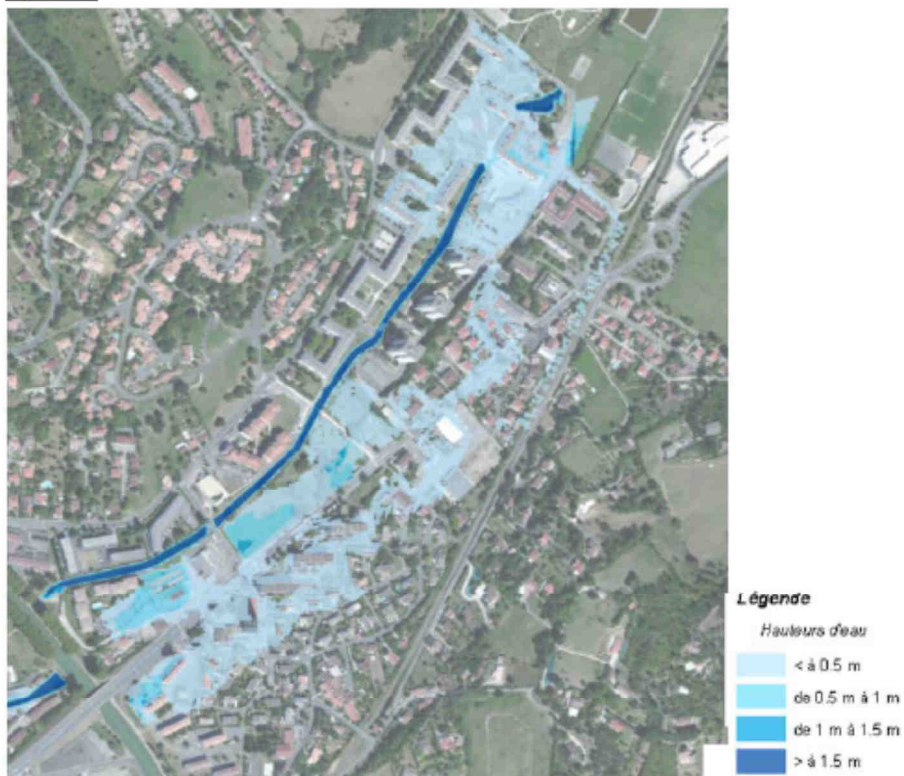 Légende
Hauteurs d'eau
< à 0.5 m
de 0.5 m à 1 m
de 1 m à 1.5 m
> à 1.5 m